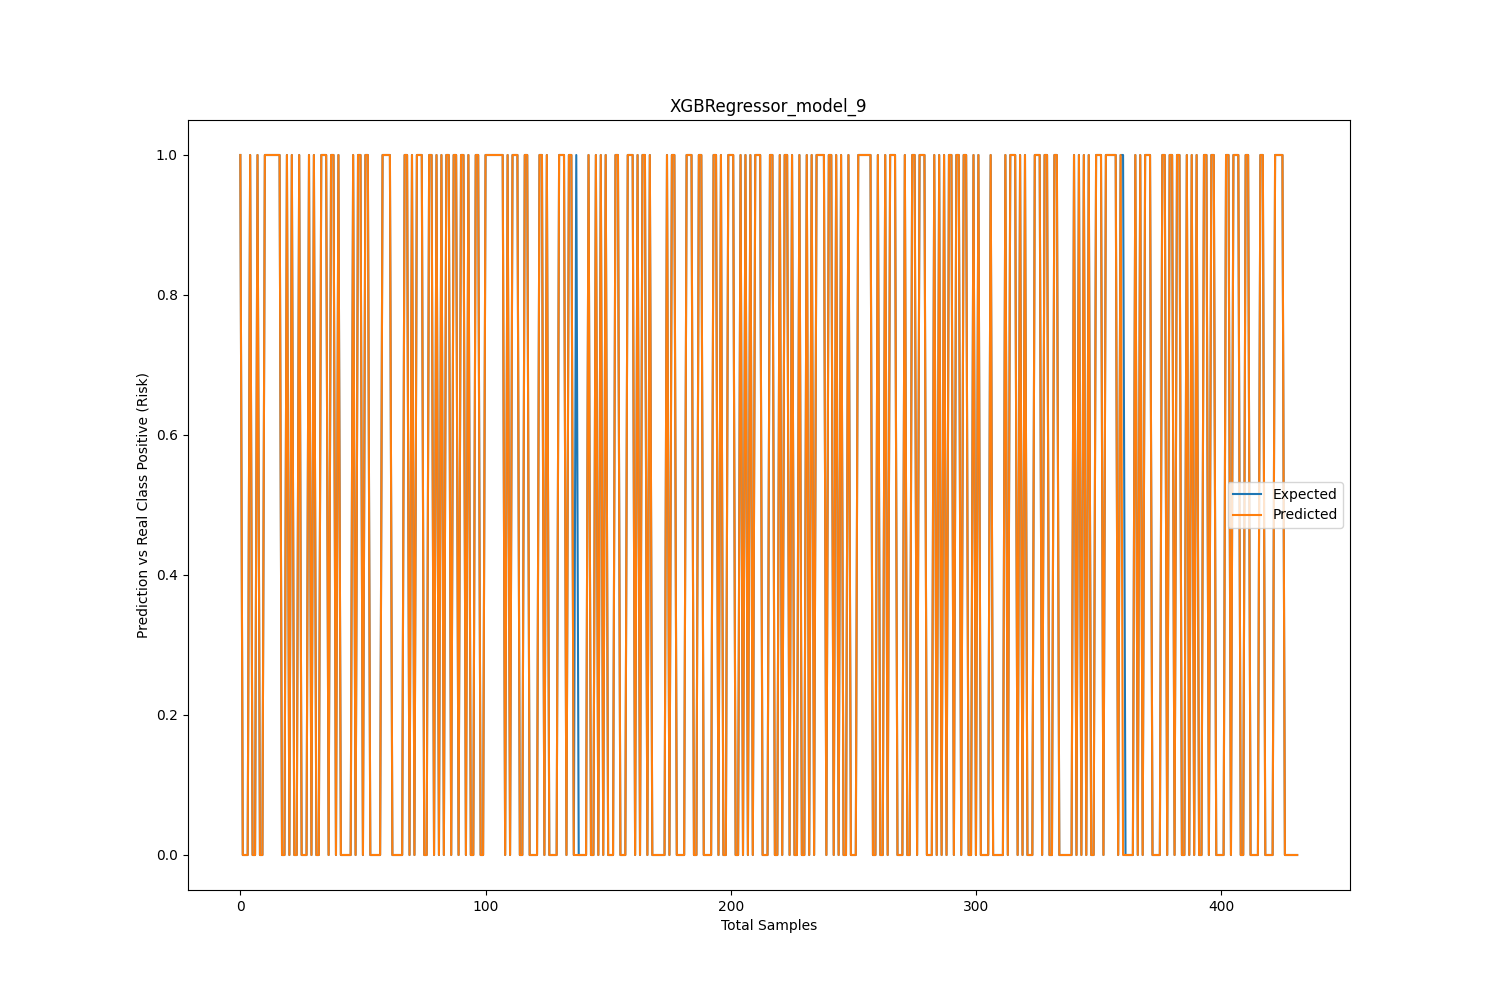 XGBRegressor_model_9
Prediction vs Real Class Positive (Risk)
1.0
0.8
0.6
0.4
0.2
0.0
Expected
Predicted
0 100 200 300 400
Total Samples